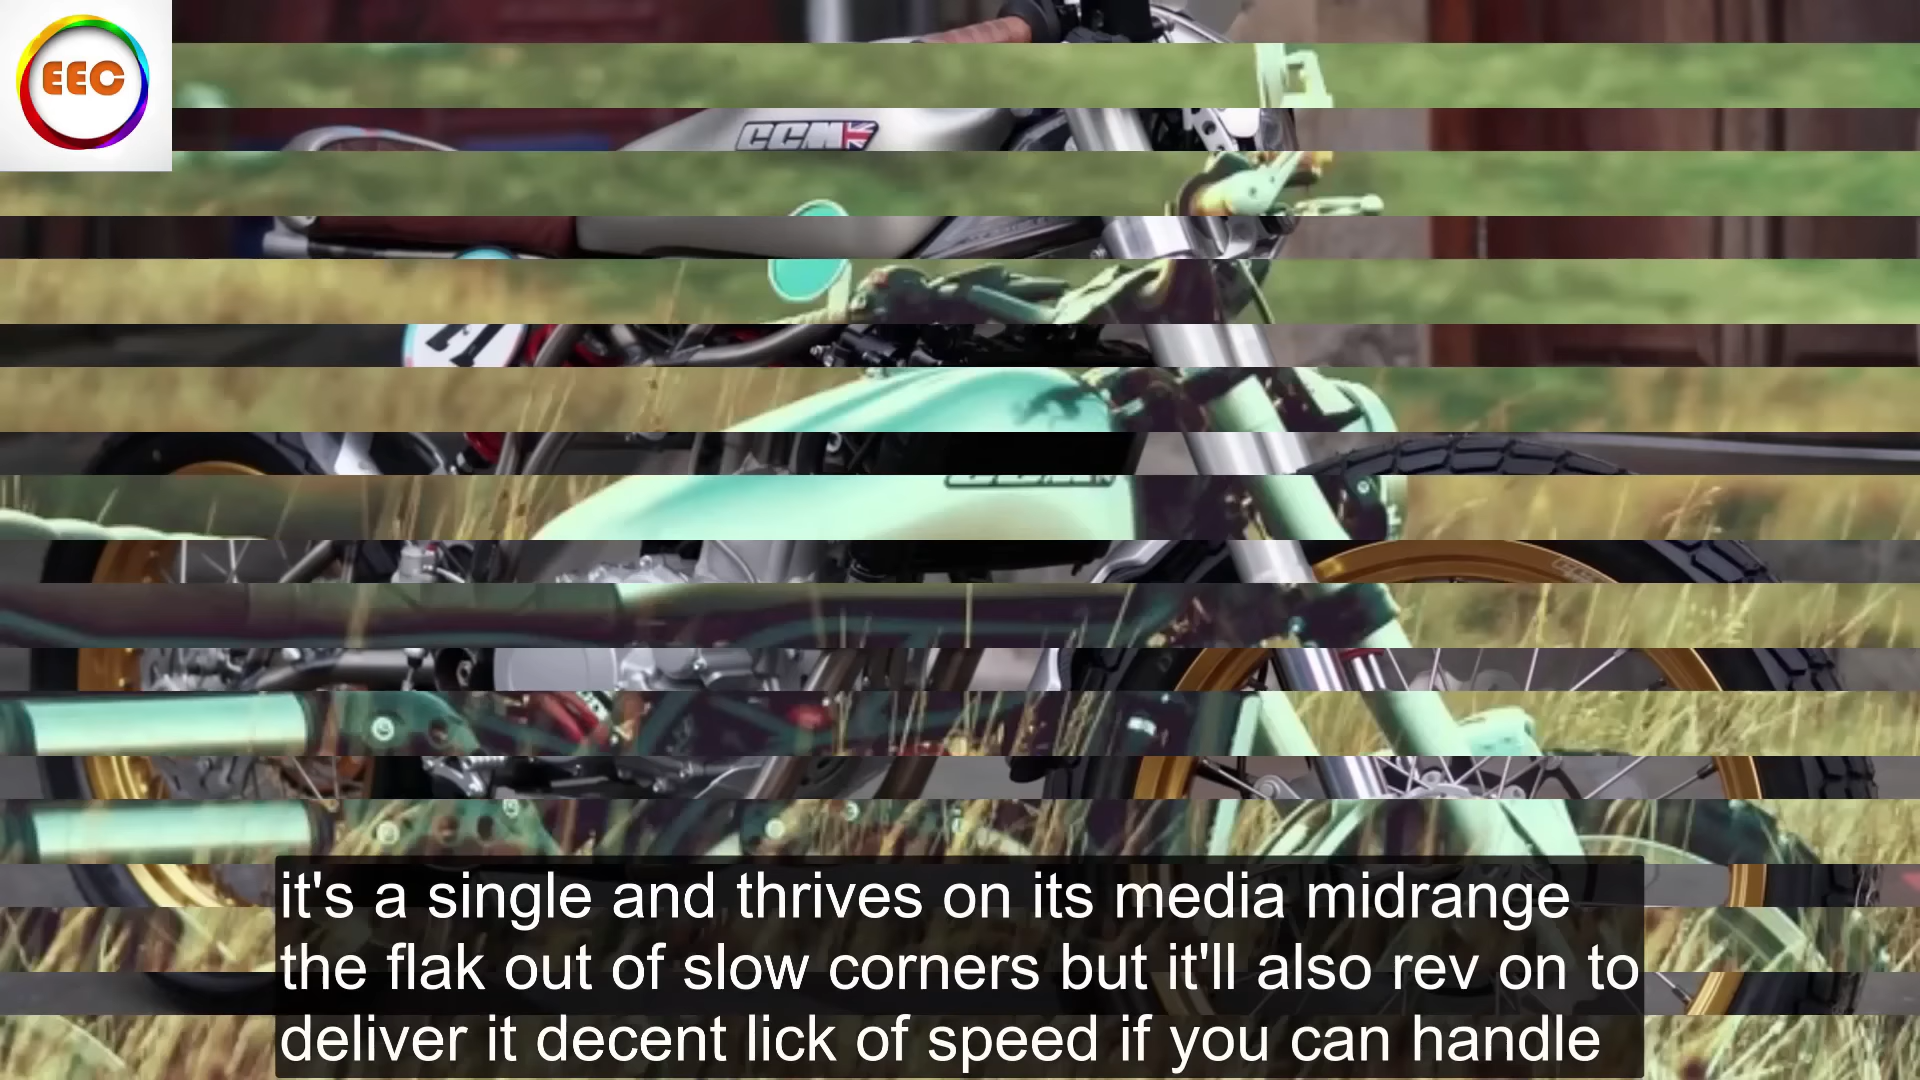 EEC
CCM
it's a single and thrives on its media midrange
the flak out of slow corners but it'll also rev on to
deliver it decent lick of speed if you can handle